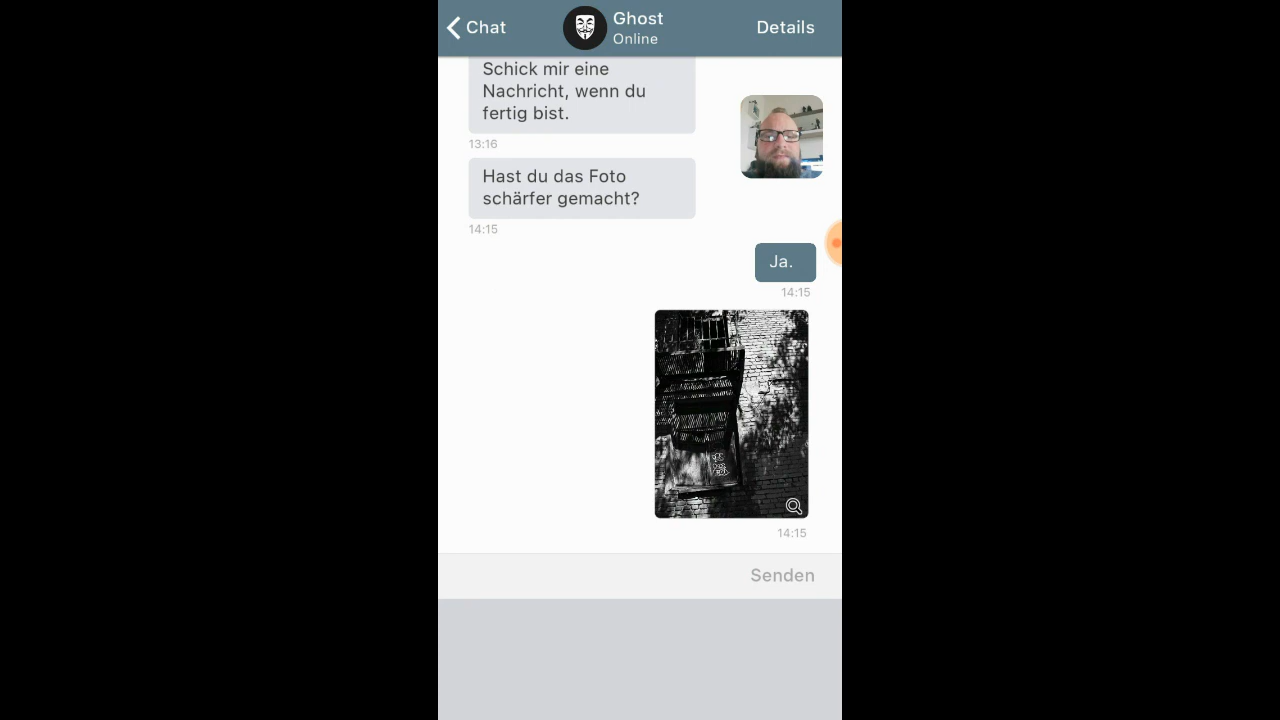 Chat
Ghost
Online
Details
Schick mir eine
Nachricht, wenn du
fertig bist.
13:16
Hast du das Foto
schärfer gemacht?
14:15
Ja.
14:15
14:15
Senden